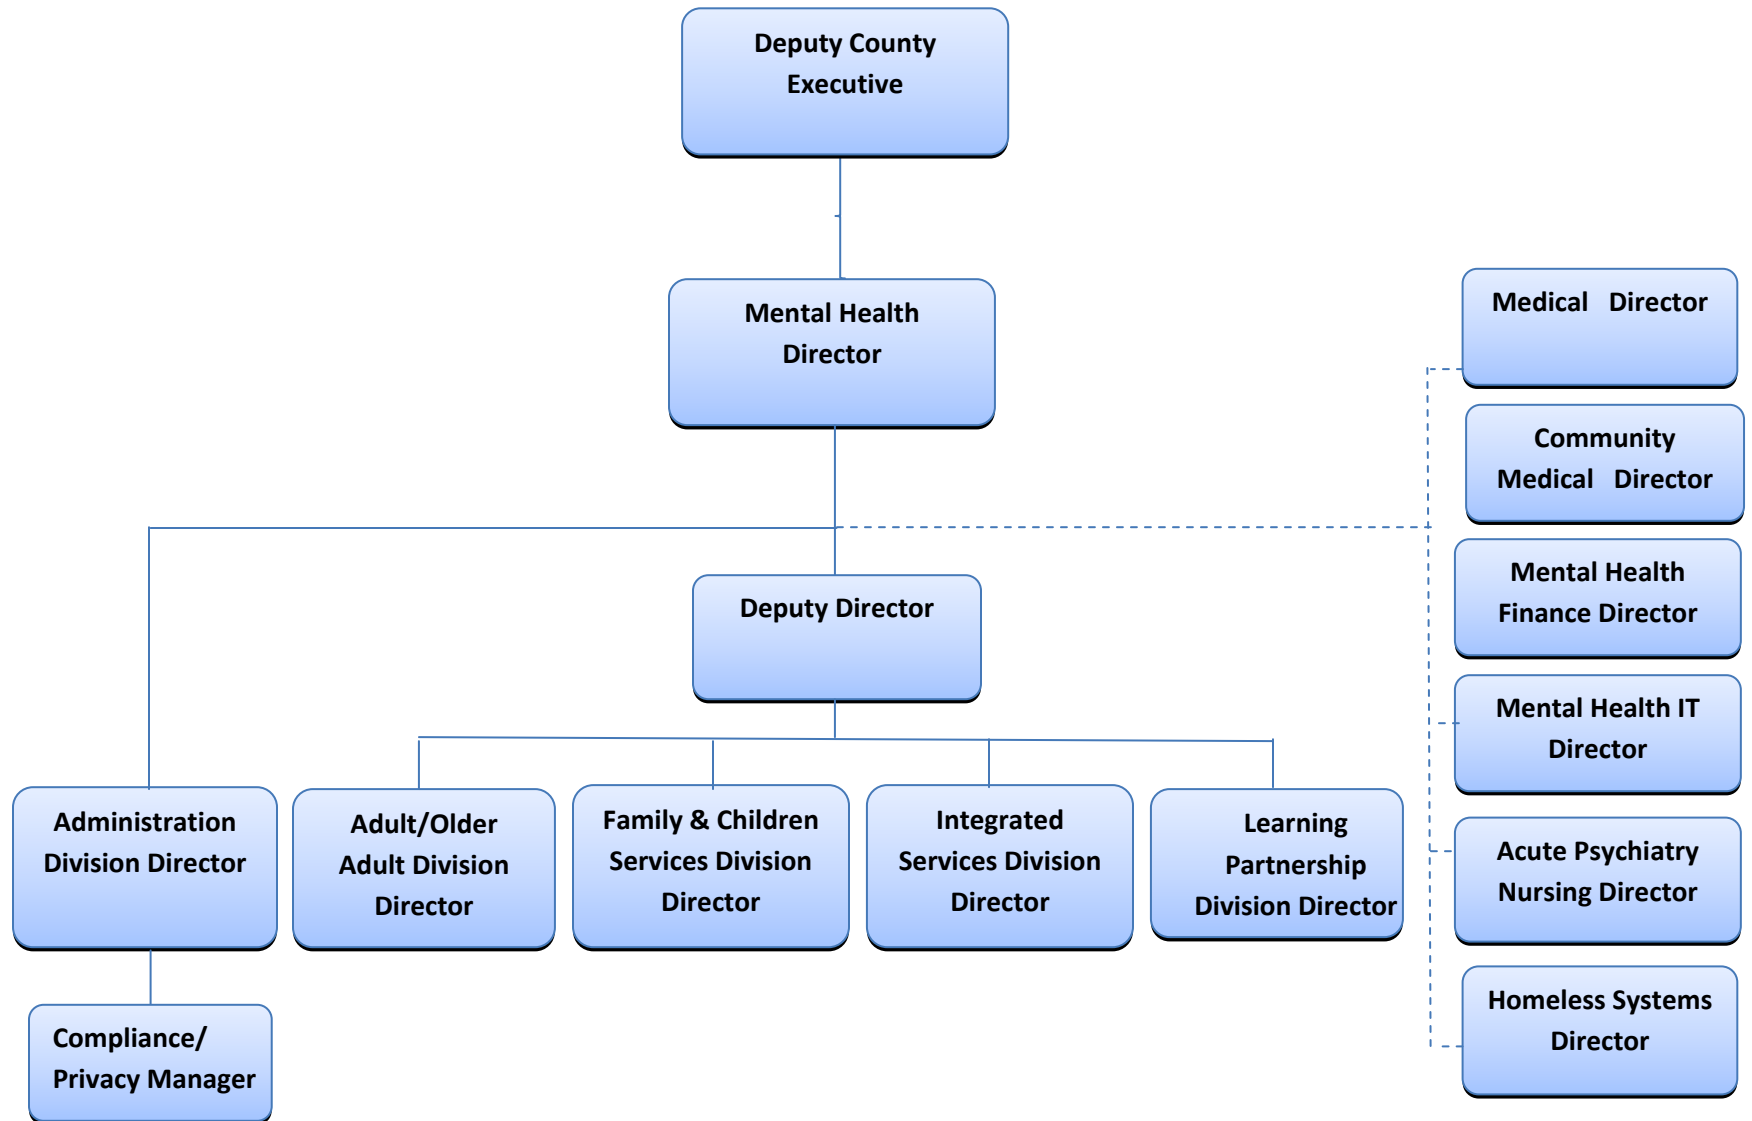 Deputy County
Executive
Mental Health
Director
Medical Director
Community
Medical Director
Mental Health
Finance Director
Deputy Director
Mental Health IT
Director
Administration
Division Director
Adult/Older
Adult Division
Director
Family & Children
Services Division
Director
Integrated
Services Division
Director
Learning
Partnership
Division Director
Acute Psychiatry
Nursing Director
Homeless Systems
Director
Compliance/
Privacy Manager